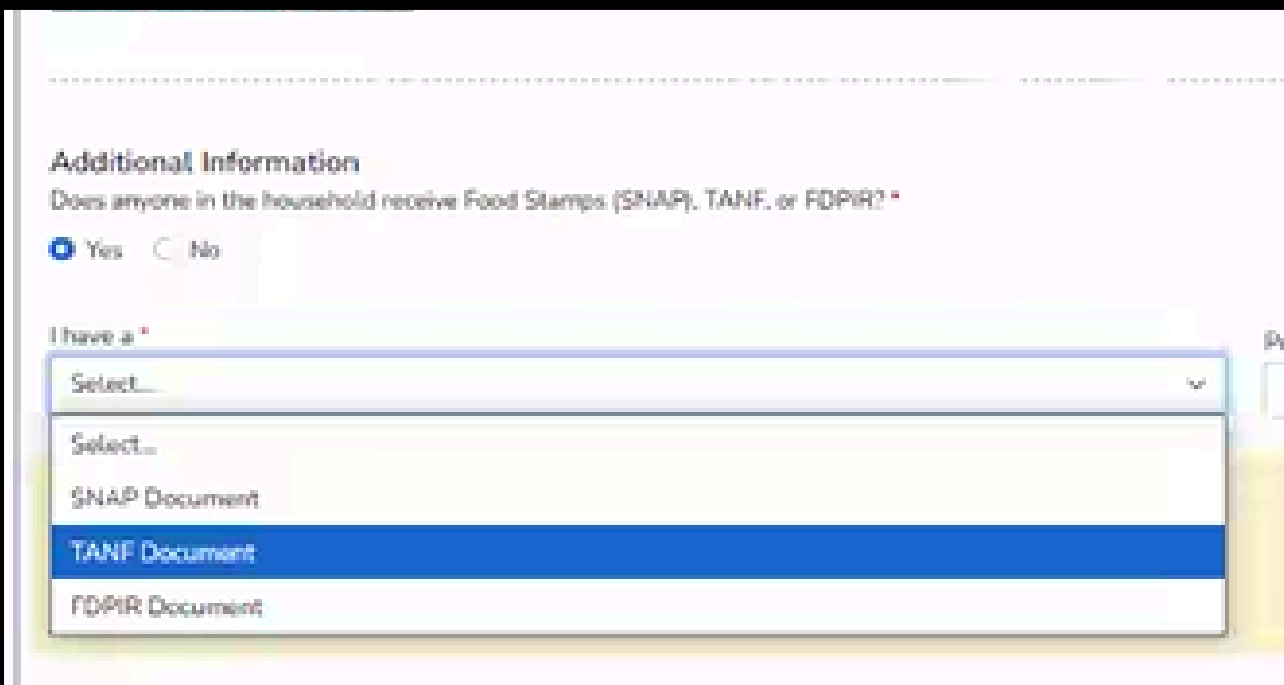 Additional Information
Does anyone in the household receive Food Stamps (SNAP), TANF, or FDPIR? *
Yes No
I have a *
Select...
Select...
SNAP Document
TANF Document
FDPIR Document